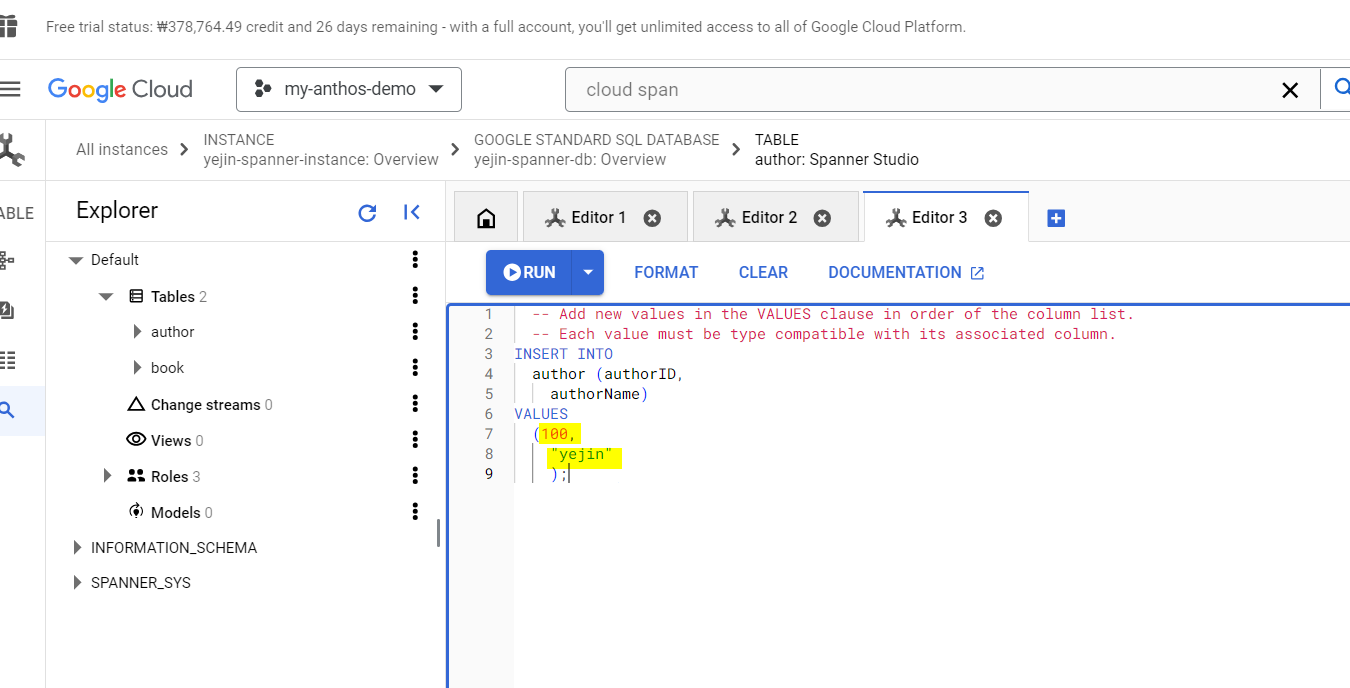 Free trial status: ₩378,764.49 credit and 26 days remaining - with a full account, you'll get unlimited access to all of Google Cloud Platform.
Google Cloud
my-anthos-demo
cloud span
All instances
INSTANCE
yejin-spanner-instance: Overview
GOOGLE STANDARD SQL DATABASE
yejin-spanner-db: Overview
TABLE
author: Spanner Studio
ABLE
Explorer
Editor 1
Editor 2
Editor 3
Default
Tables 2
author
book
Change streams 0
Views 0
Roles 3
Models 0
INFORMATION_SCHEMA
SPANNER_SYS
RUN
FORMAT
CLEAR
DOCUMENTATION
1 -- Add new values in the VALUES clause in order of the column list.
2 -- Each value must be type compatible with its associated column.
3 INSERT INTO
4 author (authorID,
5 authorName)
6 VALUES
7 (100,
8 "yejin"
9 );